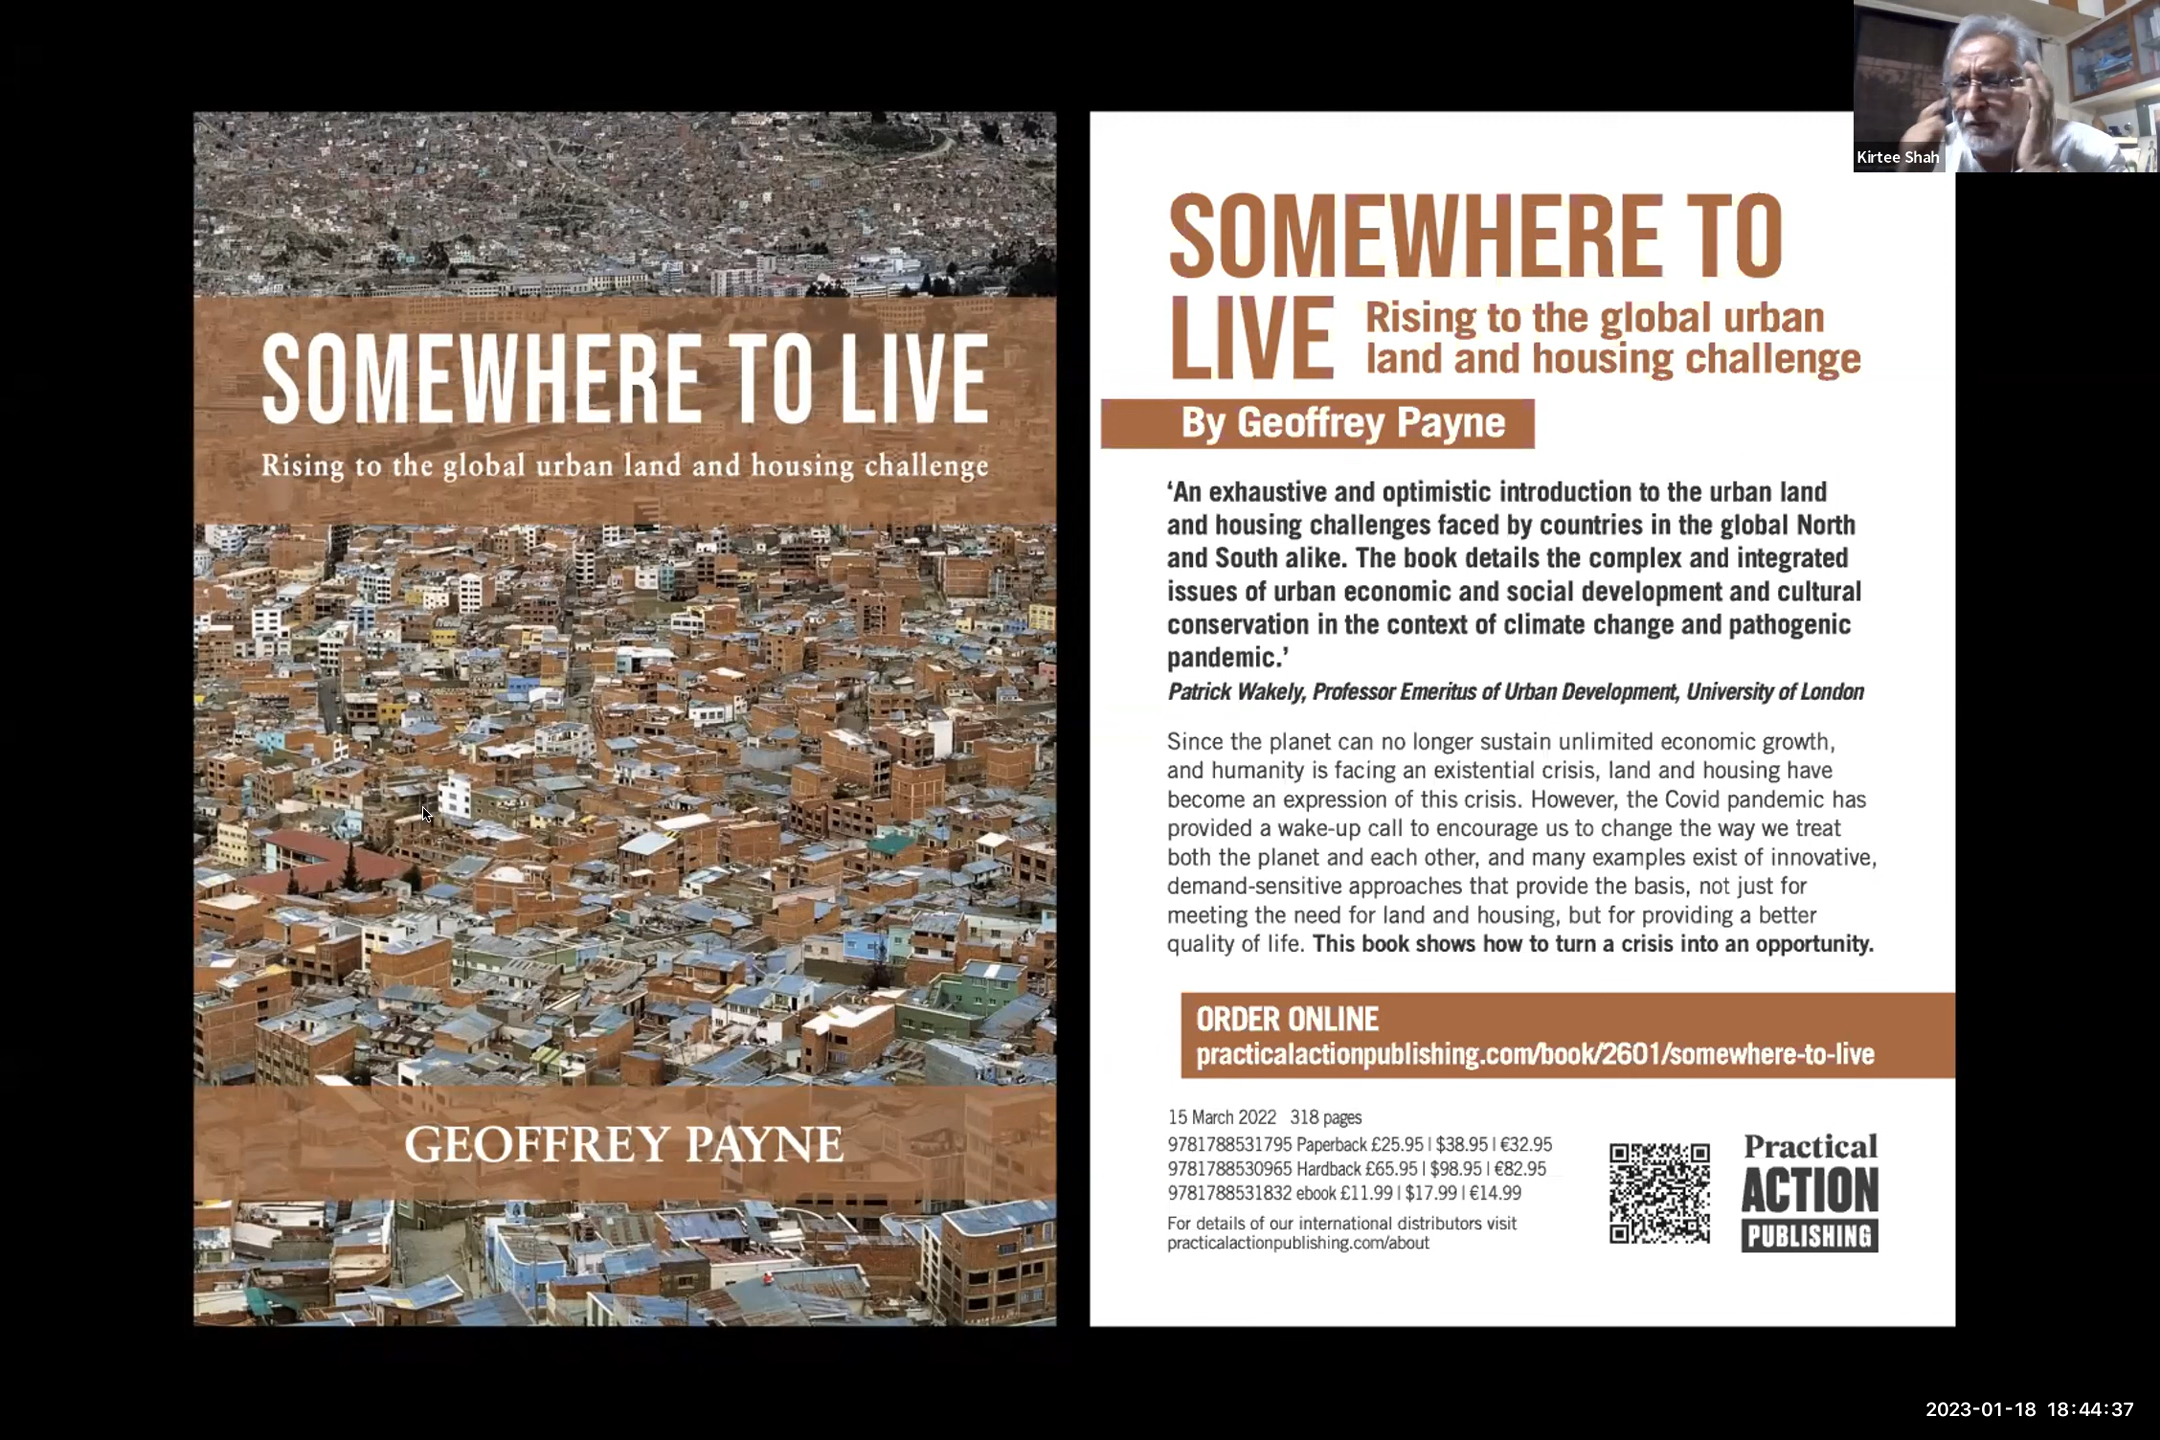 SOMEWHERE TO LIVE
Rising to the global urban land and housing challenge
GEOFFREY PAYNE
Kirtee Shah
SOMEWHERE TO
LIVE
Rising to the global urban
land and housing challenge
By Geoffrey Payne
‘An exhaustive and optimistic introduction to the urban land
and housing challenges faced by countries in the global North
and South alike. The book details the complex and integrated
issues of urban economic and social development and cultural
conservation in the context of climate change and pathogenic
pandemic.’
Patrick Wakely, Professor Emeritus of Urban Development, University of London
Since the planet can no longer sustain unlimited economic growth,
and humanity is facing an existential crisis, land and housing have
become an expression of this crisis. However, the Covid pandemic has
provided a wake-up call to encourage us to change the way we treat
both the planet and each other, and many examples exist of innovative,
demand-sensitive approaches that provide the basis, not just for
meeting the need for land and housing, but for providing a better
quality of life. This book shows how to turn a crisis into an opportunity.
ORDER ONLINE
practicalactionpublishing.com/book/2601/somewhere-to-live
15 March 2022 318 pages
9781788531795 Paperback £25.95 | $38.95 | €32.95
9781788530965 Hardback £65.95 | $98.95 | €82.95
9781788531832 ebook £11.99 | $17.99 | €14.99
For details of our international distributors visit
practicalactionpublishing.com/about
Practical
ACTION
PUBLISHING
2023-01-18 18:44:37